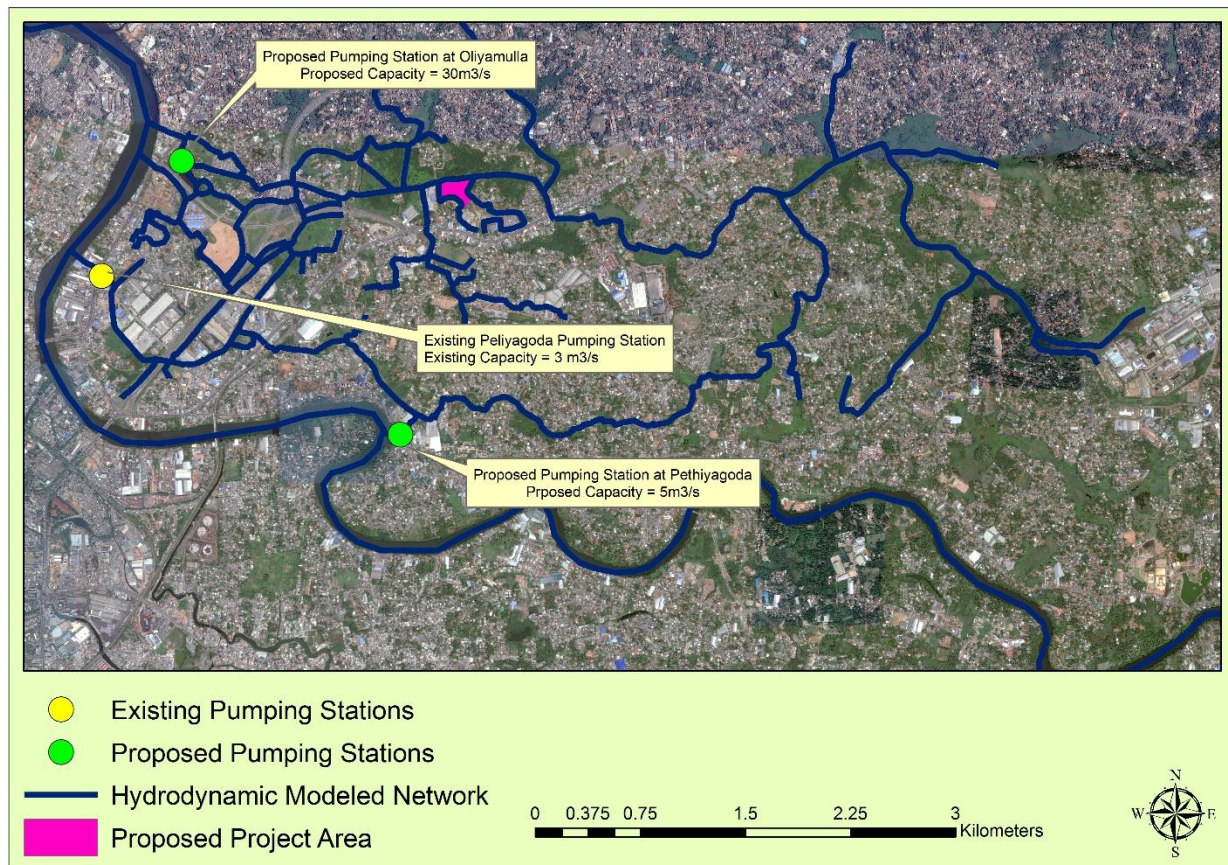 Proposed Pumping Station at Oliyamulla
Proposed Capacity = 30m3/s
Existing Peliyagoda Pumping Station
Existing Capacity = 3 m3/s
Proposed Pumping Station at Pethiyagoda
Prposed Capacity = 5m3/s
Existing Pumping Stations
Proposed Pumping Stations
Hydrodynamic Modeled Network
Proposed Project Area
0 0.375 0.75 1.5 2.25 3
Kilometers
N
W E
S